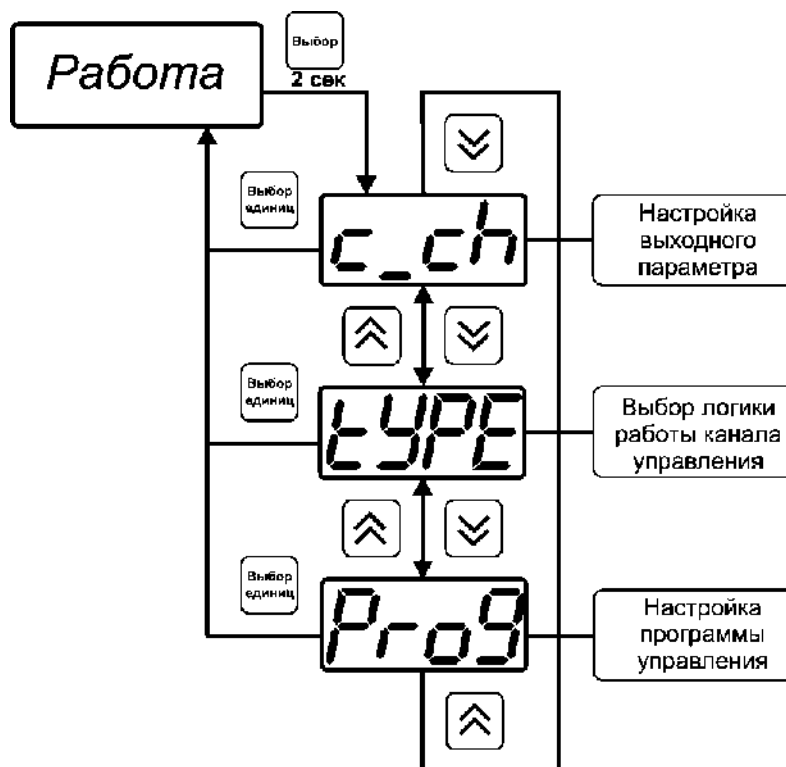 Работа
Выбор
2 сек
Выбор
единиц
c_ch
Настройка
выходного
параметра
Выбор
единиц
tYPE
Выбор логики
работы канала
управления
Выбор
единиц
Prog
Настройка
программы
управления